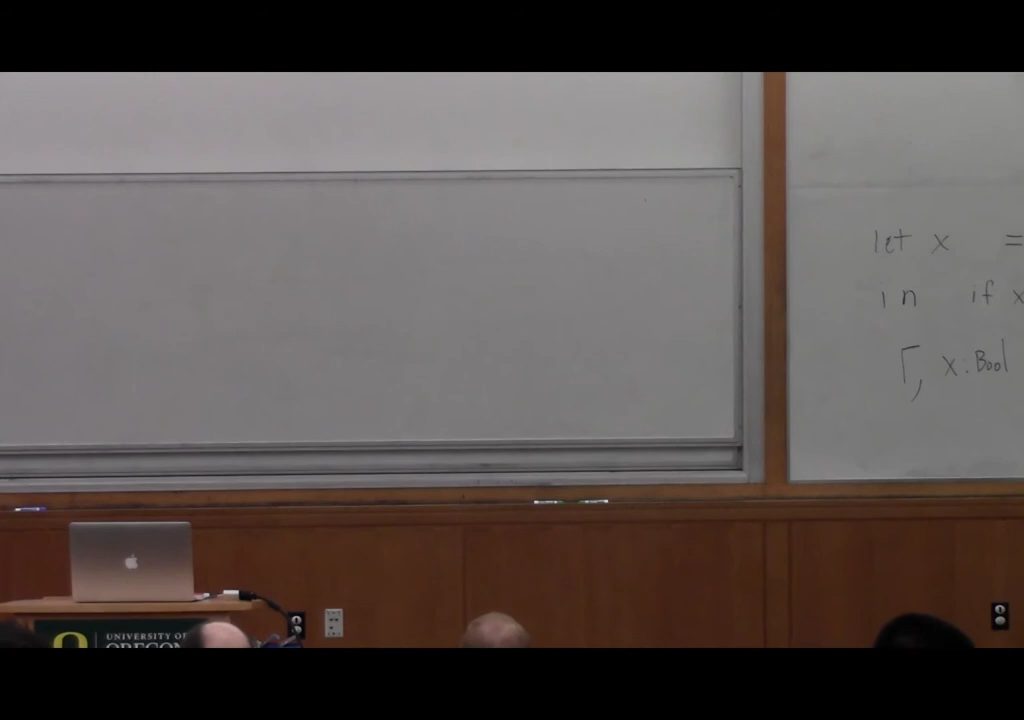 let x =
in if x
Γ, x:Bool
UNIVERSITY OF
OREGON